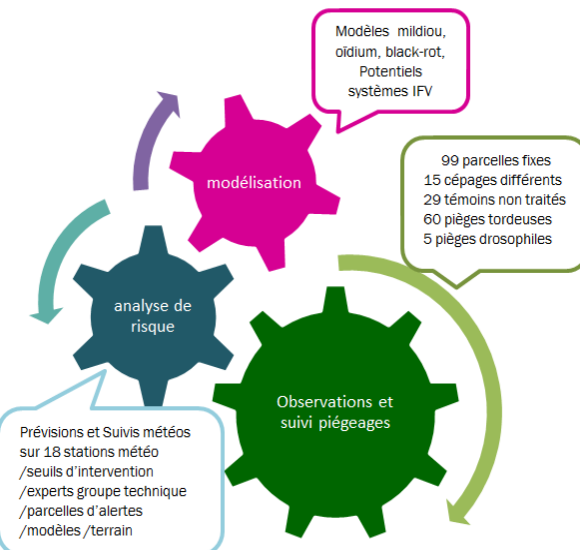 Modèles mildiou,
oïdium, black-rot,
Potentiels
systèmes IFV
modélisation
99 parcelles fixes
15 cépages différents
29 témoins non traités
60 pièges tordeuses
5 pièges drosophiles
analyse de
risque
Observations et
suivi piégeages
Prévisions et Suivis météos
sur 18 stations météo
/seuils d'intervention
/experts groupe technique
/parcelles d'alertes
/modèles /terrain